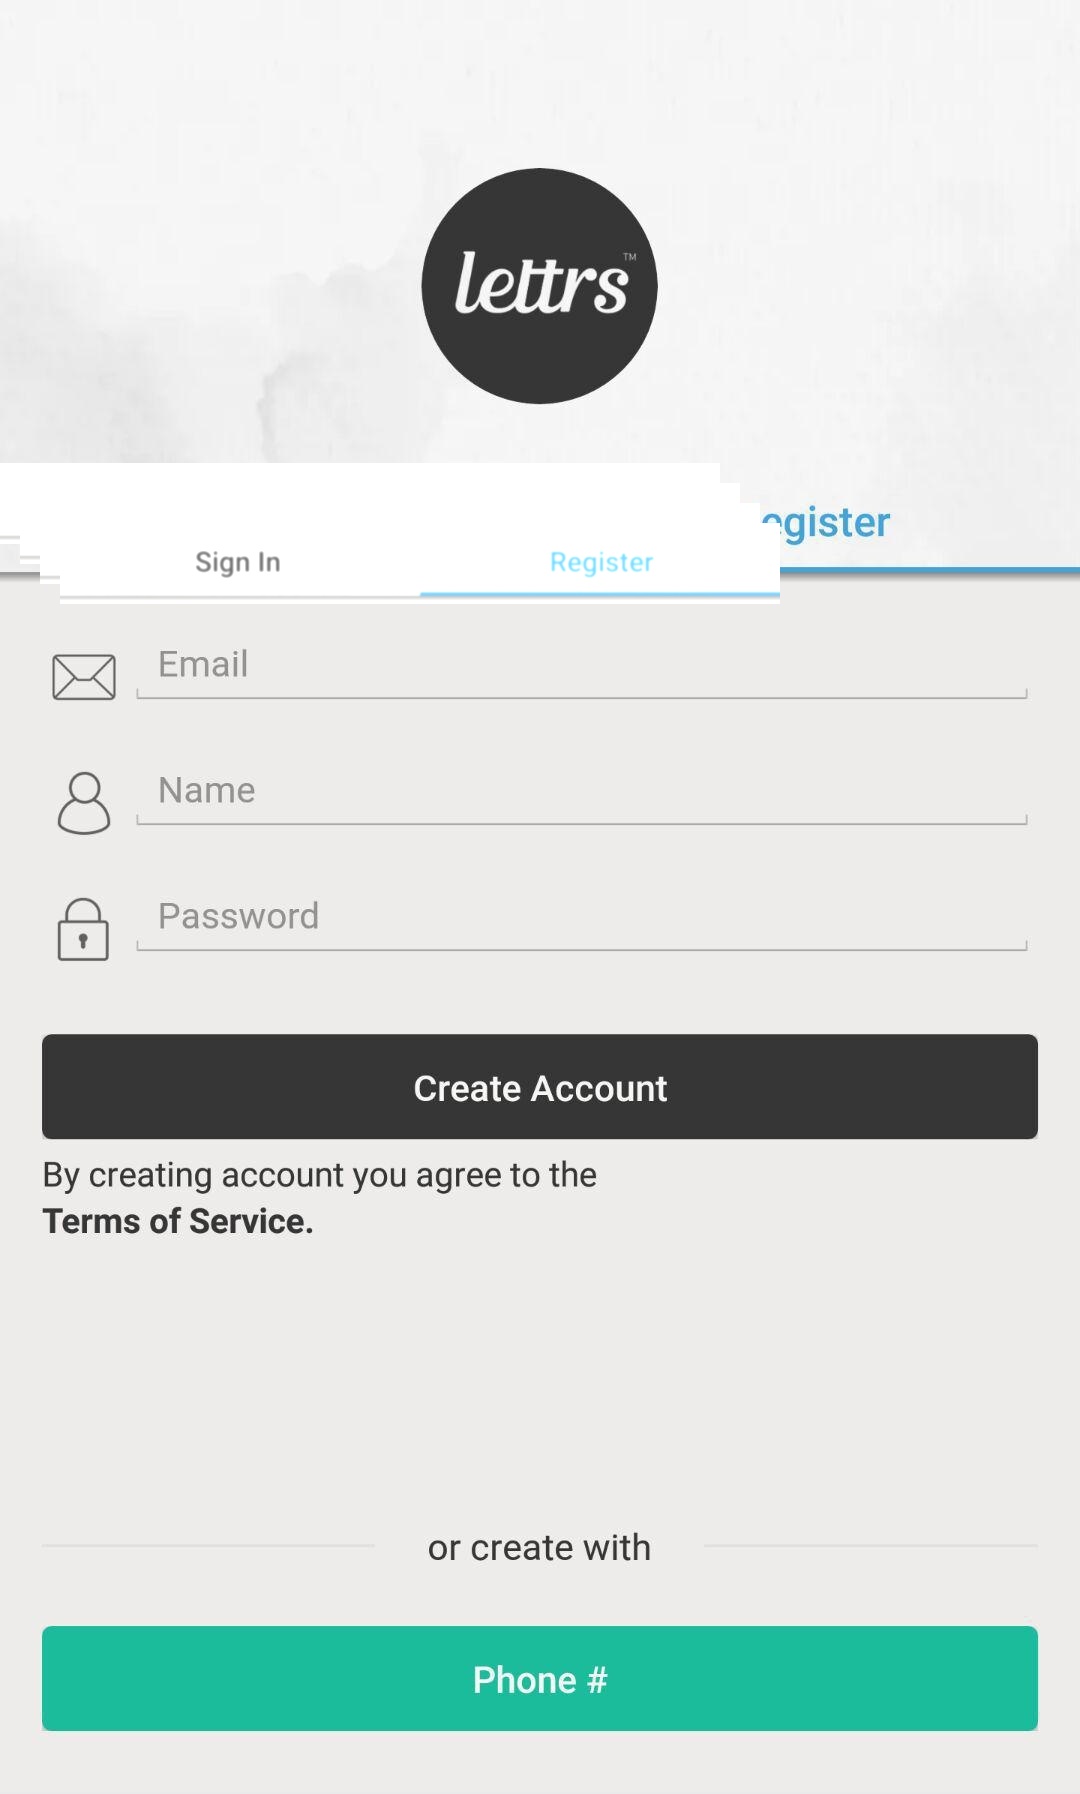 lettrs™
egister
Sign In Register
Email
Name
Password
Create Account
By creating account you agree to the
Terms of Service.
or create with
Phone #